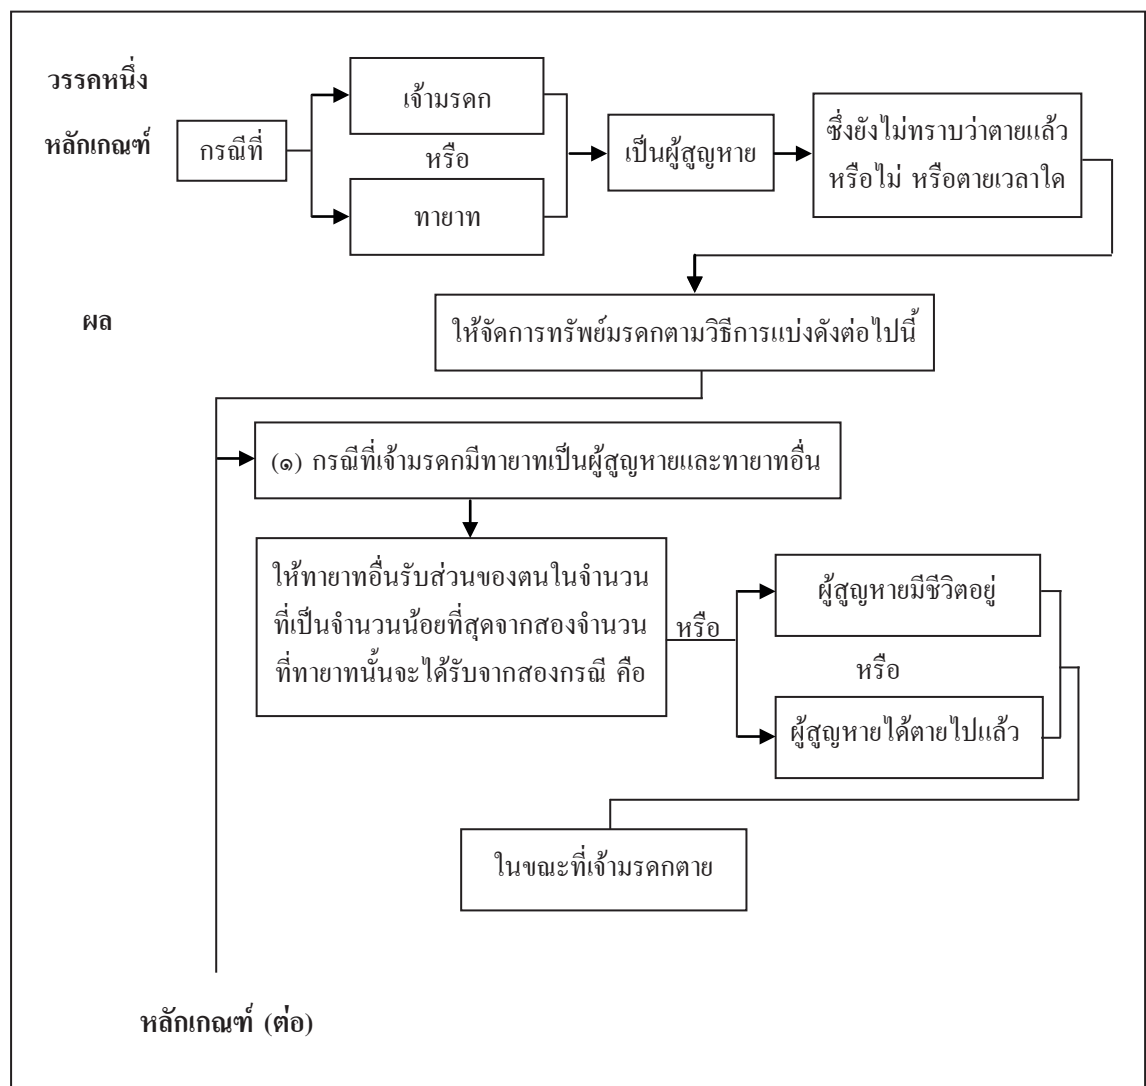 วรรคหนึ่ง
หลักเกณฑ์
กรณีที่
เจ้ามรดก
หรือ
ทายาท
เป็นผู้สูญหาย
ซึ่งยังไม่ทราบว่าตายแล้ว
หรือไม่ หรือตายเวลาใด
ผล
ให้จัดการทรัพย์มรดกตามวิธีการแบ่งดังต่อไปนี้
(๑) กรณีที่เจ้ามรดกมีทายาทเป็นผู้สูญหายและทายาทอื่น
ให้ทายาทอื่นรับส่วนของตนในจำนวน
ที่เป็นจำนวนน้อยที่สุดจากสองจำนวน
ที่ทายาทนั้นจะได้รับจากสองกรณี คือ
หรือ
ผู้สูญหายมีชีวิตอยู่
หรือ
ผู้สูญหายได้ตายไปแล้ว
ในขณะที่เจ้ามรดกตาย
หลักเกณฑ์ (ต่อ)